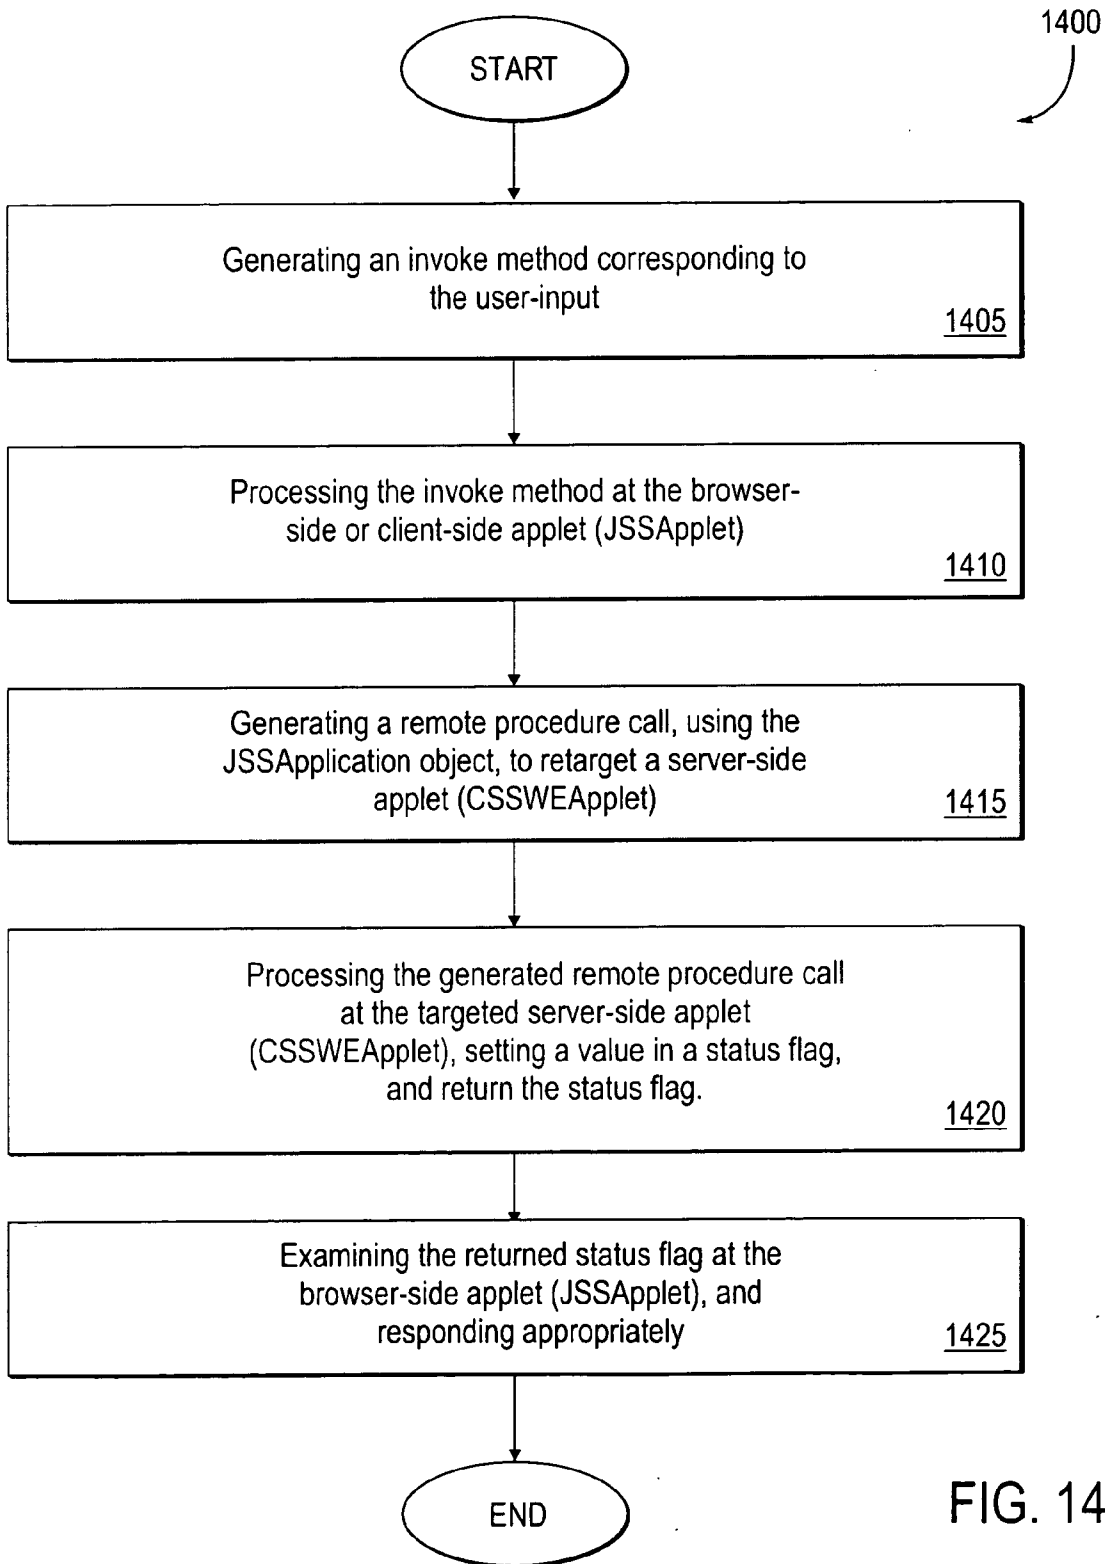 1400
START
Generating an invoke method corresponding to
the user-input
1405
Processing the invoke method at the browser-
side or client-side applet (JSSApplet)
1410
Generating a remote procedure call, using the
JSSApplication object, to retarget a server-side
applet (CSSWEApplet)
1415
Processing the generated remote procedure call
at the targeted server-side applet
(CSSWEApplet), setting a value in a status flag,
and return the status flag.
1420
Examining the returned status flag at the
browser-side applet (JSSApplet), and
responding appropriately
1425
END
FIG. 14